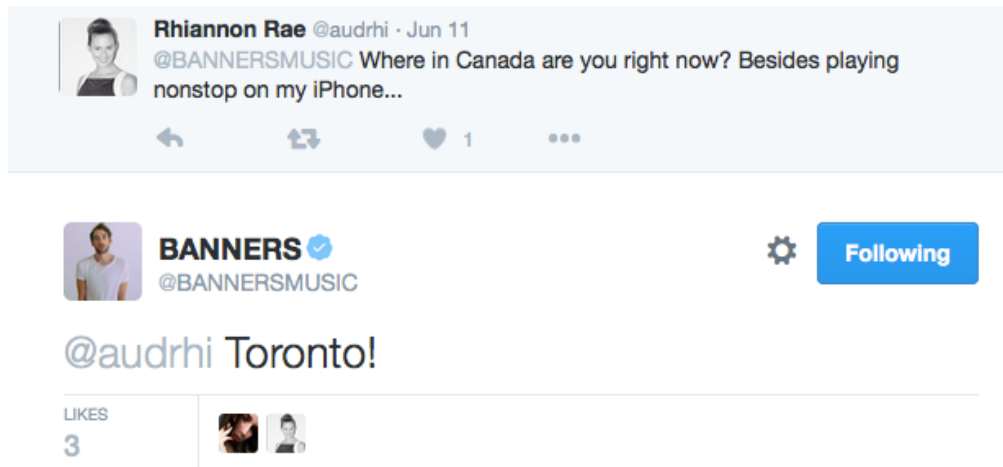 Rhiannon Rae @audrhi · Jun 11
@BANNERSMUSIC Where in Canada are you right now? Besides playing
nonstop on my iPhone...
1
BANNERS
@BANNERSMUSIC
Following
@audrhi Toronto!
LIKES
3